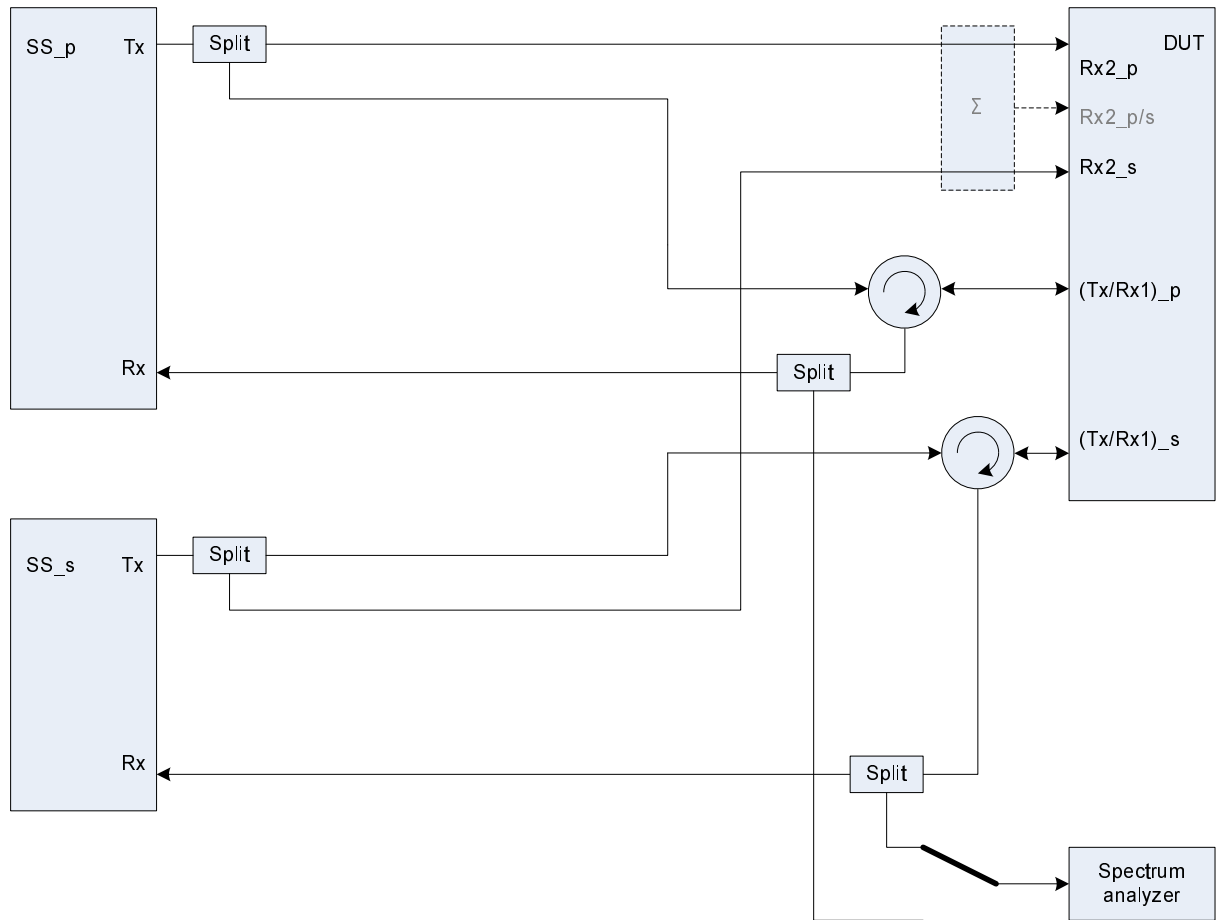 SS_p
Tx
Split
DUT
Rx2_p
Σ
Rx2_p/s
Rx2_s
(Tx/Rx1)_p
Rx
Split
(Tx/Rx1)_s
SS_s
Tx
Split
Rx
Split
Spectrum
analyzer